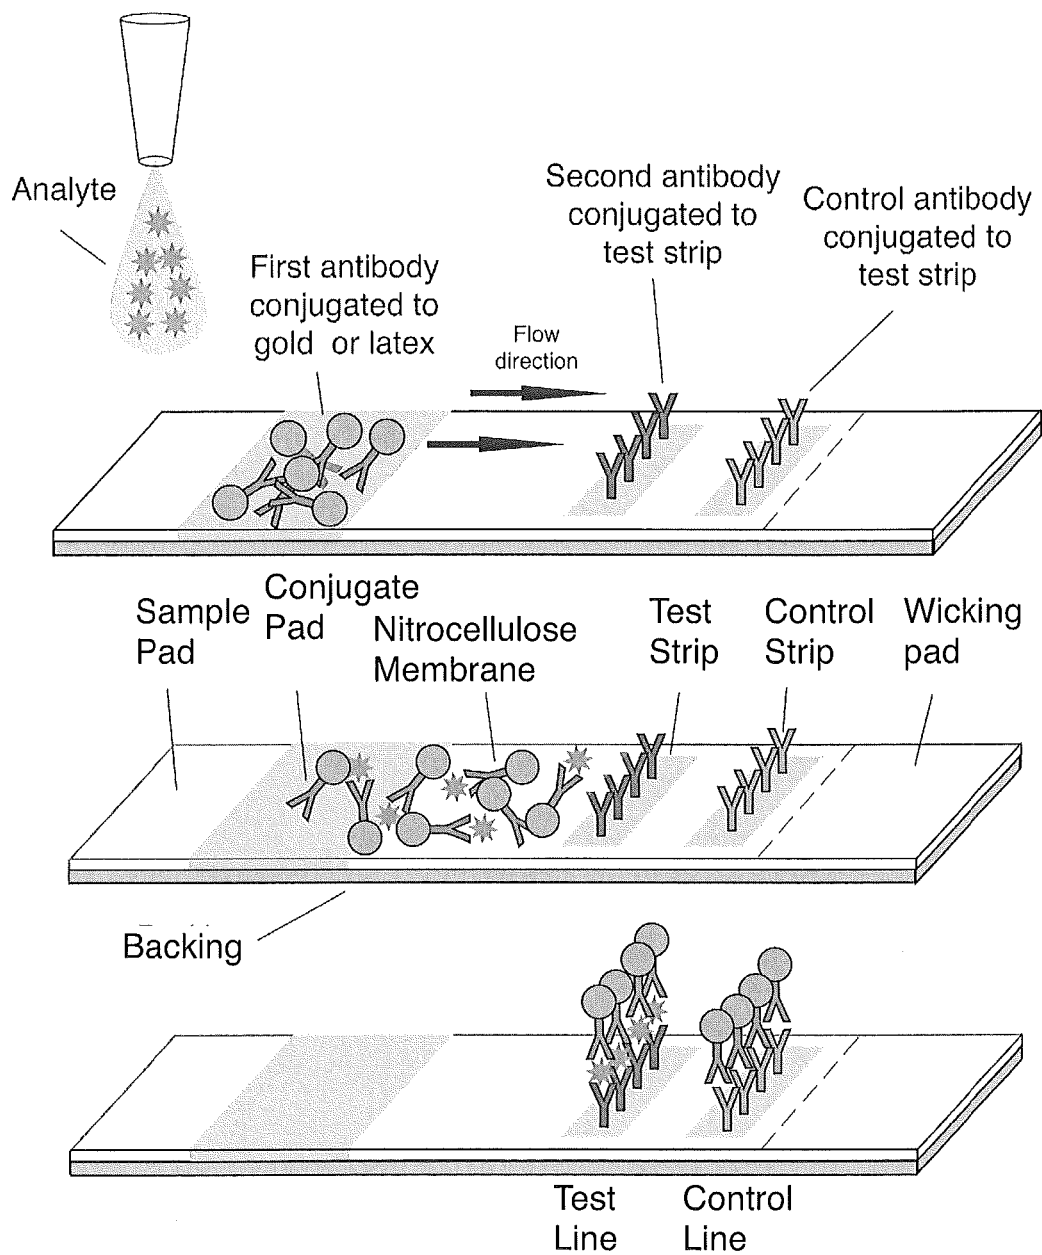 Analyte
First antibody
conjugated to
gold or latex
Flow
direction
Second antibody
conjugated to
test strip
Control antibody
conjugated to
test strip
Sample
Pad
Conjugate
Pad
Nitrocellulose
Membrane
Test
Strip
Control
Strip
Wicking
pad
Backing
Test
Line
Control
Line